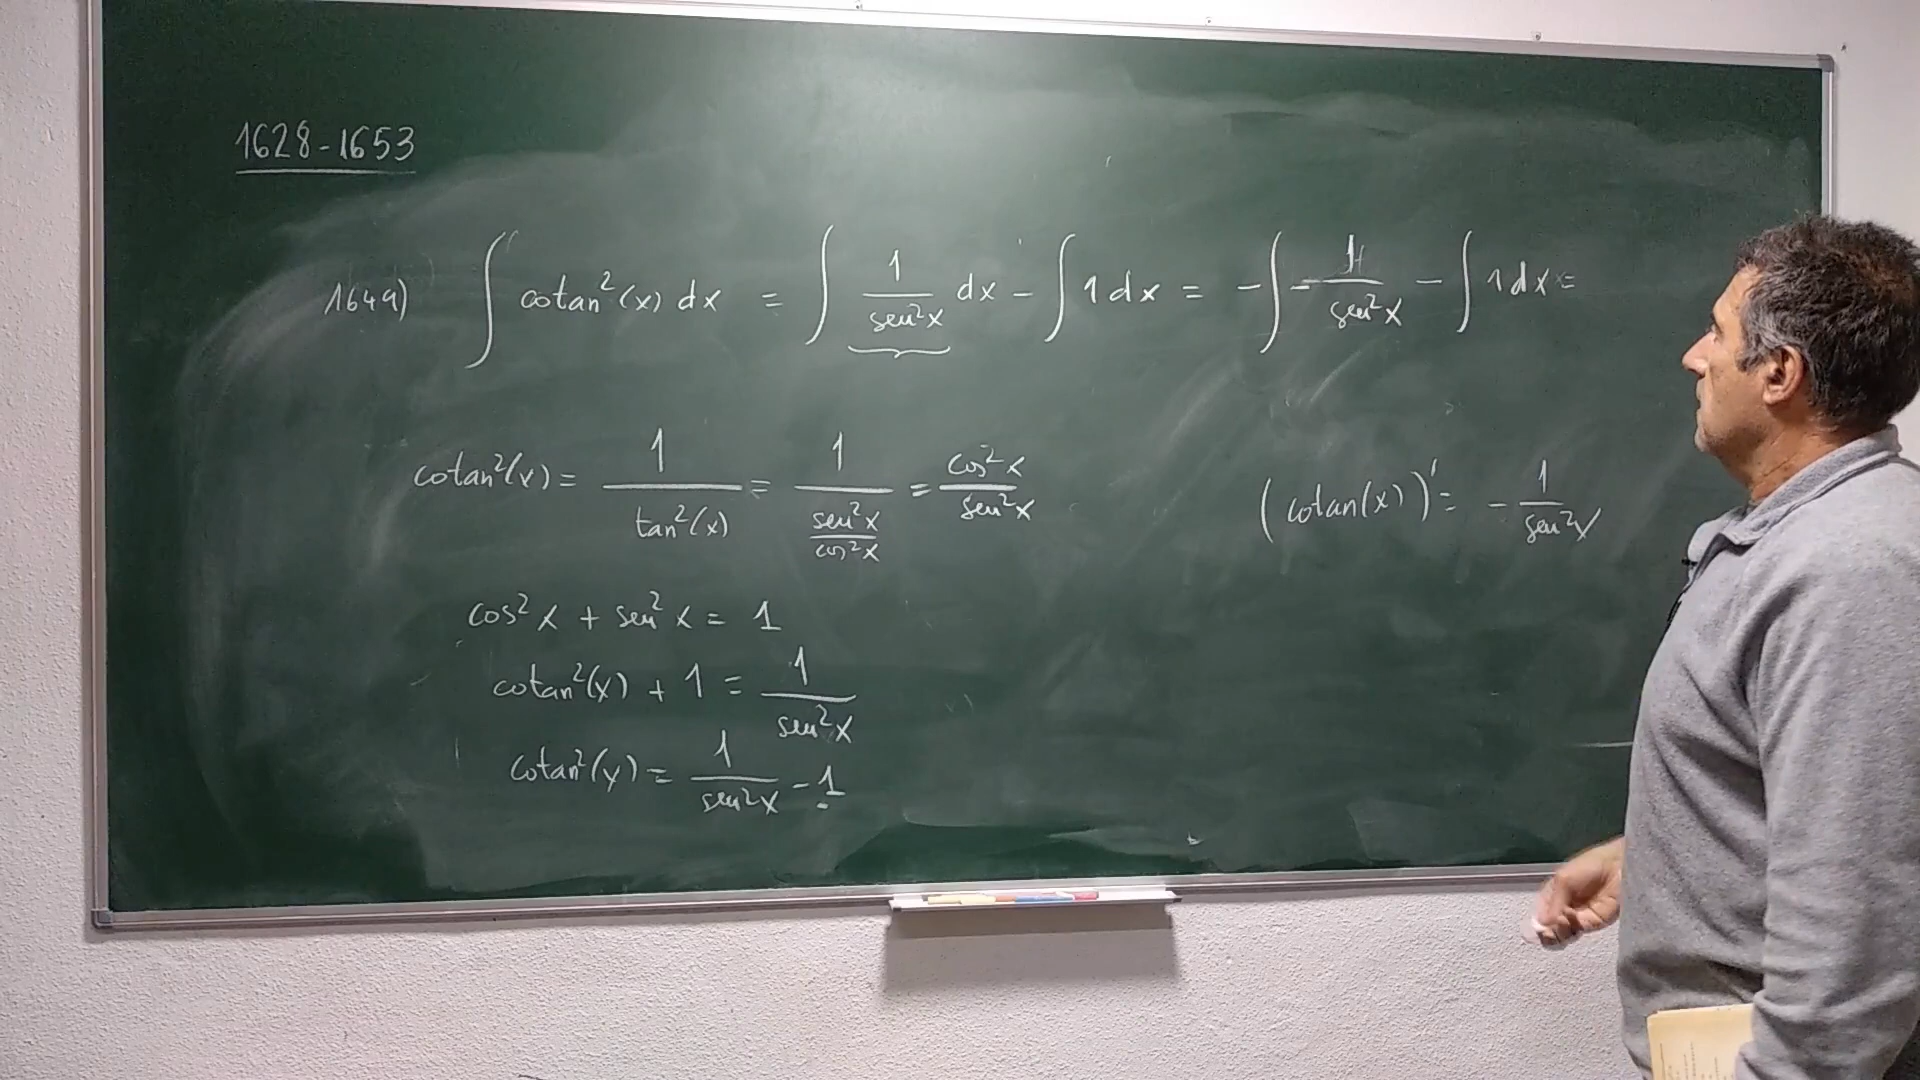 1628-1653
1649) ∫ cotan²(x) dx = ∫ 1/sen²x dx - ∫ 1 dx = - ∫ - 1/sen²x - ∫ 1 dx =
cotan²(x) = 1/tan²(x) = 1/(sen²x/cos²x) = cos²x/sen²x
(cotan(x))' = - 1/sen²x
cos²x + sen²x = 1
cotan²(x) + 1 = 1/sen²x
cotan²(y) = 1/sen²x - 1